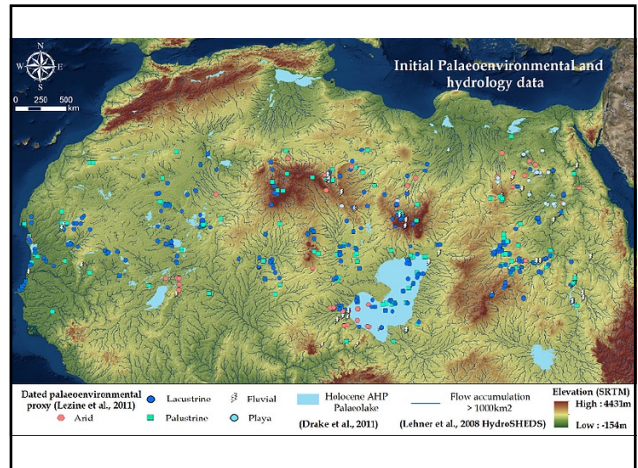 Initial Palaeoenvironmental and
hydrology data
N
W E
S
0 250 500
km
Dated palaeoenvironmental
proxy (Lezine et al., 2011)
Arid
Lacustrine
Palustrine
Fluvial
Playa
Holocene AHP
Palaeolake
(Drake et al., 2011)
Flow accumulation
> 1000km2
(Lehner et al., 2008 HydroSHEDS)
Elevation (SRTM)
High : 4431m
Low : -154m